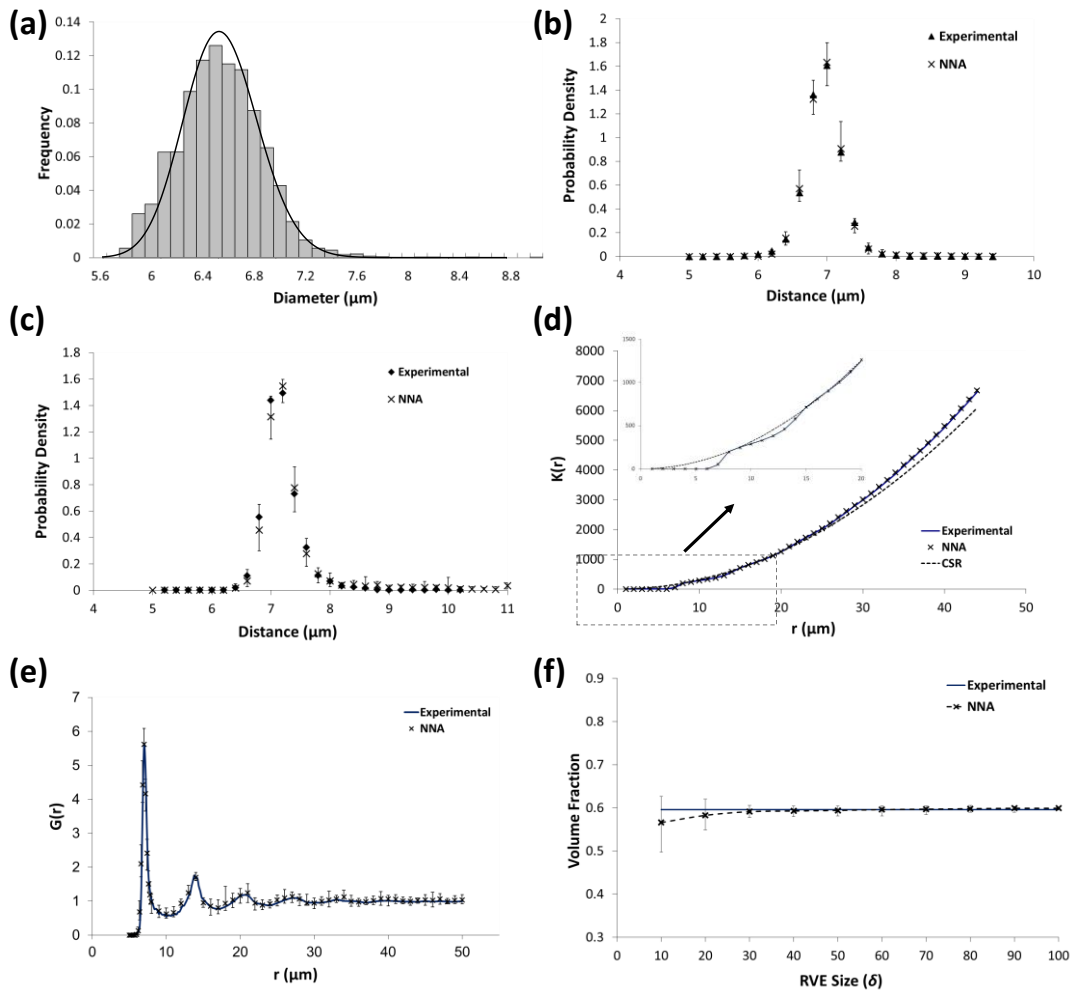 (a)
0.14
0.12
0.1
0.08
0.06
0.04
0.02
0
Frequency
5.6 6 6.4 6.8 7.2 7.6 8 8.4 8.8
Diameter (μm)
(b)
2
1.8
1.6
1.4
1.2
1
0.8
0.6
0.4
0.2
0
Probability Density
Experimental
NNA
4 5 6 7 8 9 10
Distance (μm)
(c)
1.8
1.6
1.4
1.2
1
0.8
0.6
0.4
0.2
0
Probability Density
Experimental
NNA
4 5 6 7 8 9 10 11
Distance (μm)
(d)
8000
7000
6000
5000
4000
3000
2000
1000
0
K(r)
1500
1000
500
0
0 5 10 15 20
Experimental
NNA
CSR
0 10 20 30 40 50
r (μm)
(e)
7
6
5
4
3
2
1
0
G(r)
Experimental
NNA
0 10 20 30 40 50
r (μm)
(f)
0.9
0.8
0.7
0.6
0.5
0.4
0.3
Volume Fraction
Experimental
NNA
0 10 20 30 40 50 60 70 80 90 100
RVE Size (δ)